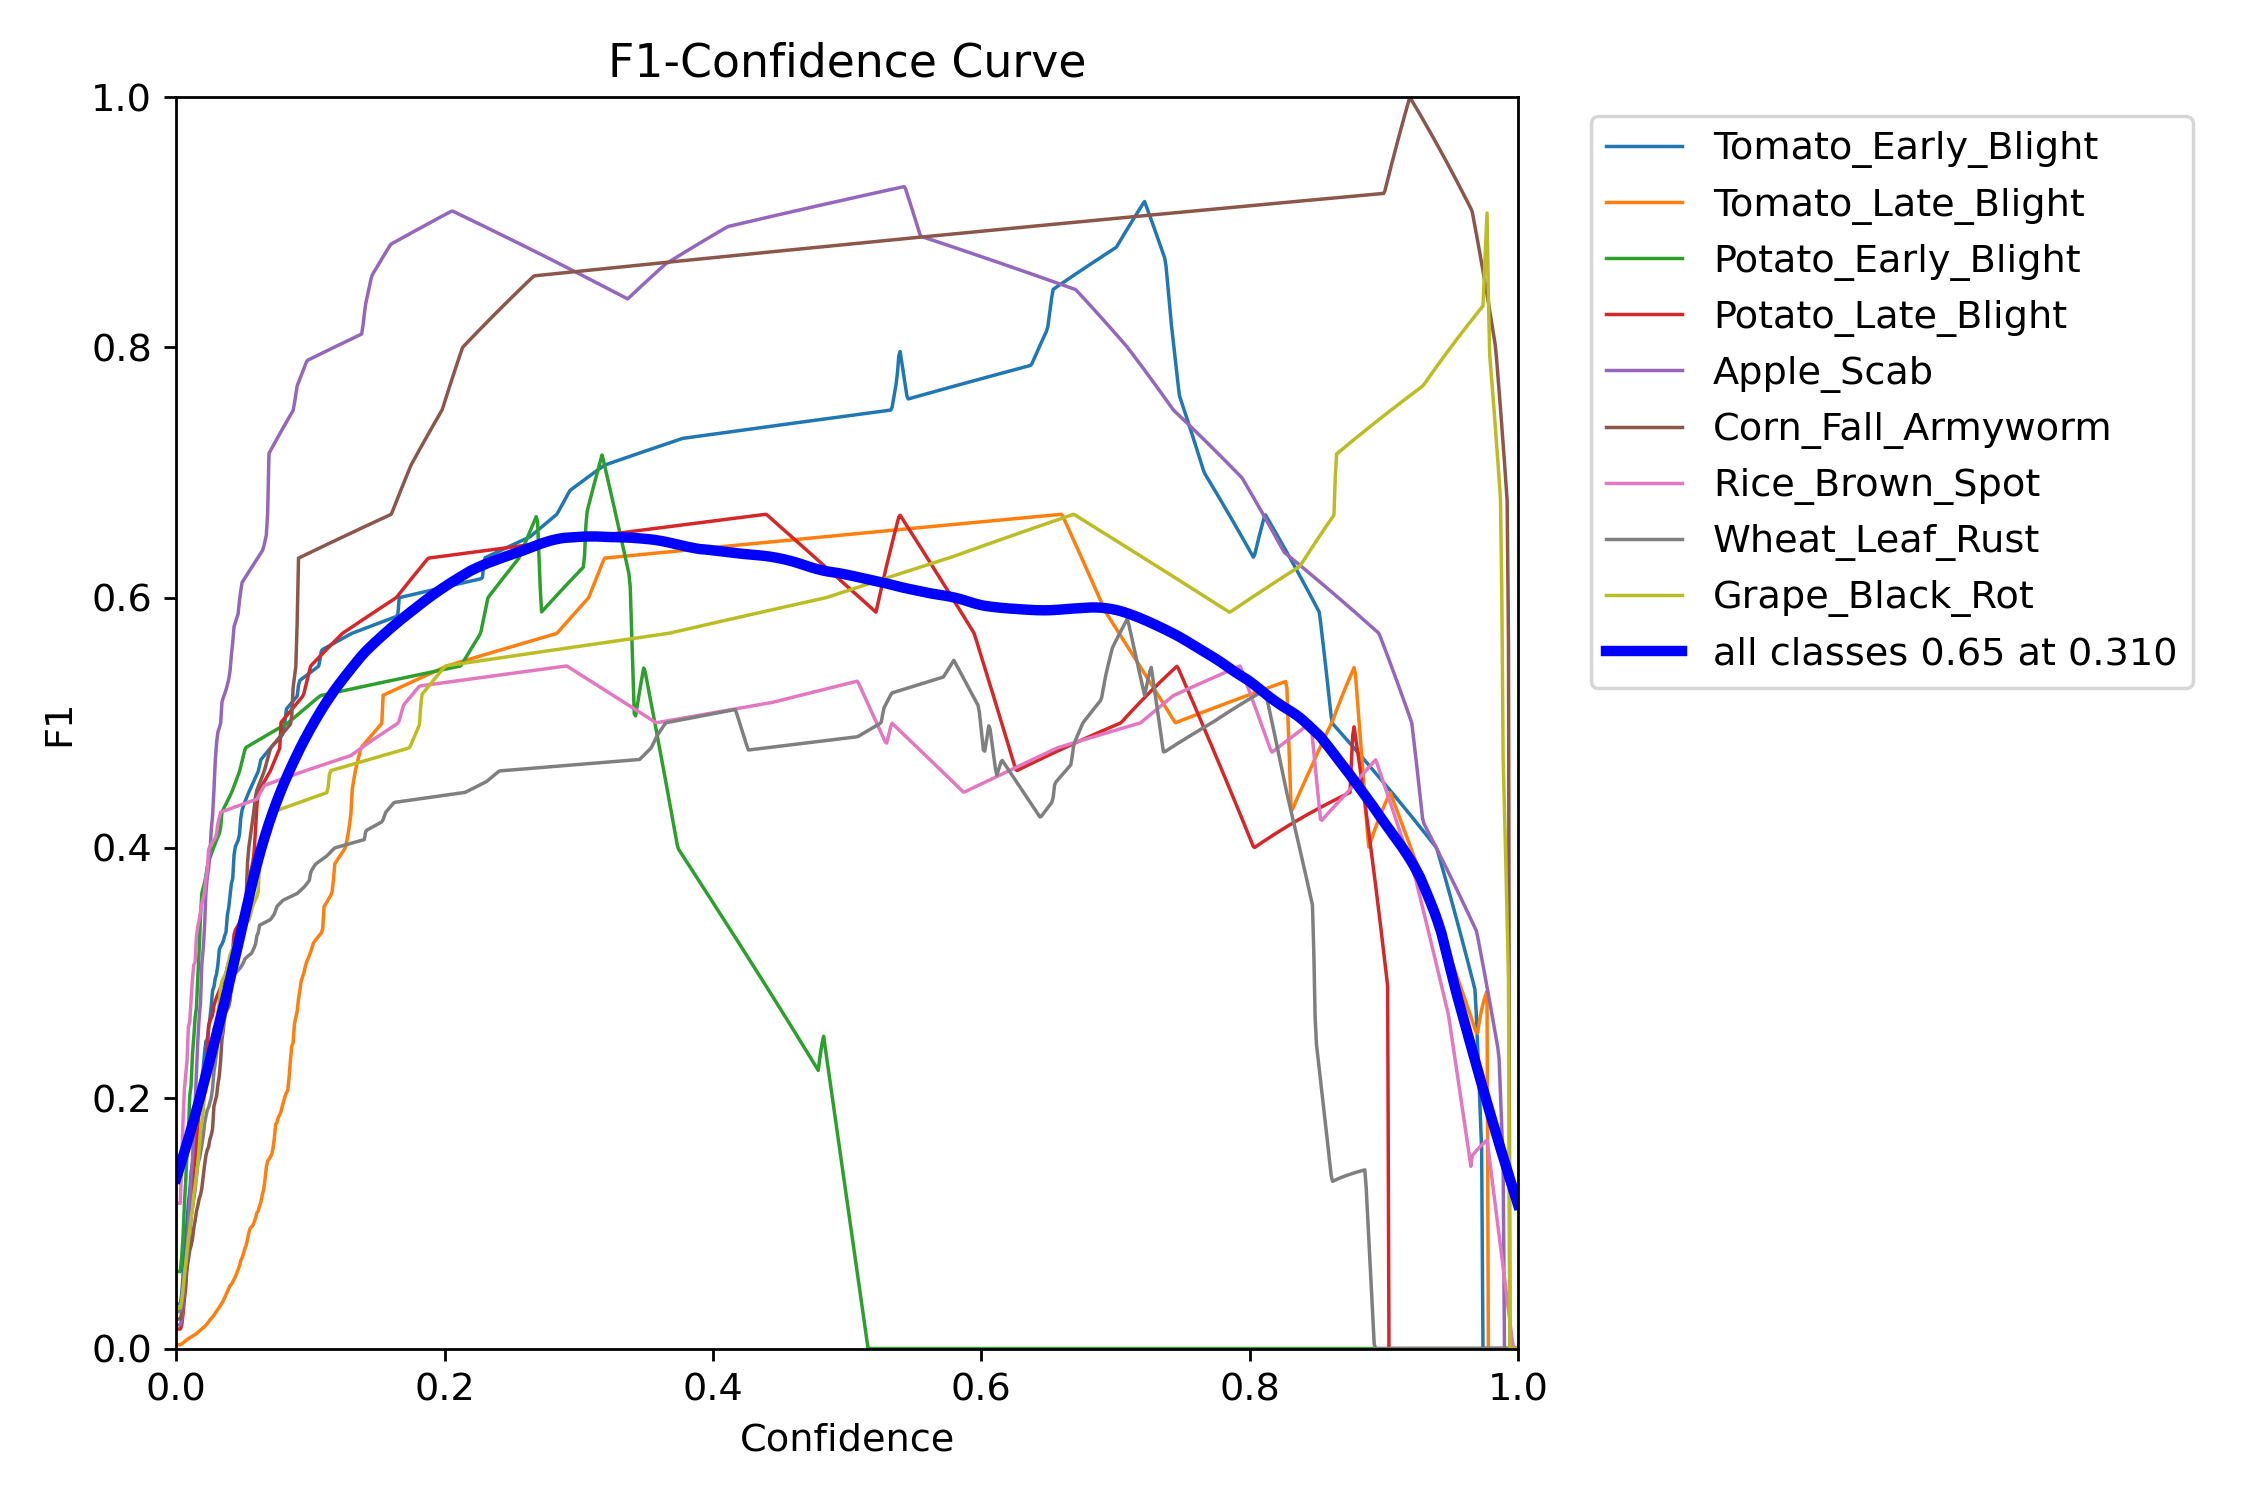 F1-Confidence Curve
1.0
0.8
0.6
0.4
0.2
0.0
F1
0.0 0.2 0.4 0.6 0.8 1.0
Confidence
Tomato_Early_Blight
Tomato_Late_Blight
Potato_Early_Blight
Potato_Late_Blight
Apple_Scab
Corn_Fall_Armyworm
Rice_Brown_Spot
Wheat_Leaf_Rust
Grape_Black_Rot
all classes 0.65 at 0.310